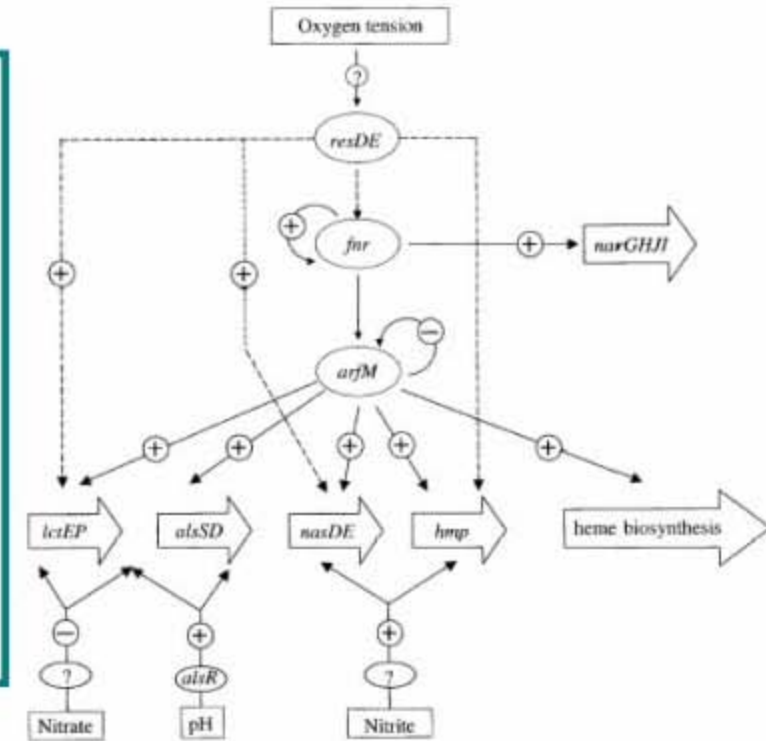 Oxygen tension
?
resDE
+
fnr
+
narGHJI
+
+
−
arfM
+
+
+
+
+
lctEP
alsSD
nasDE
hmp
heme biosynthesis
−
+
+
?
alsR
?
Nitrate
pH
Nitrite